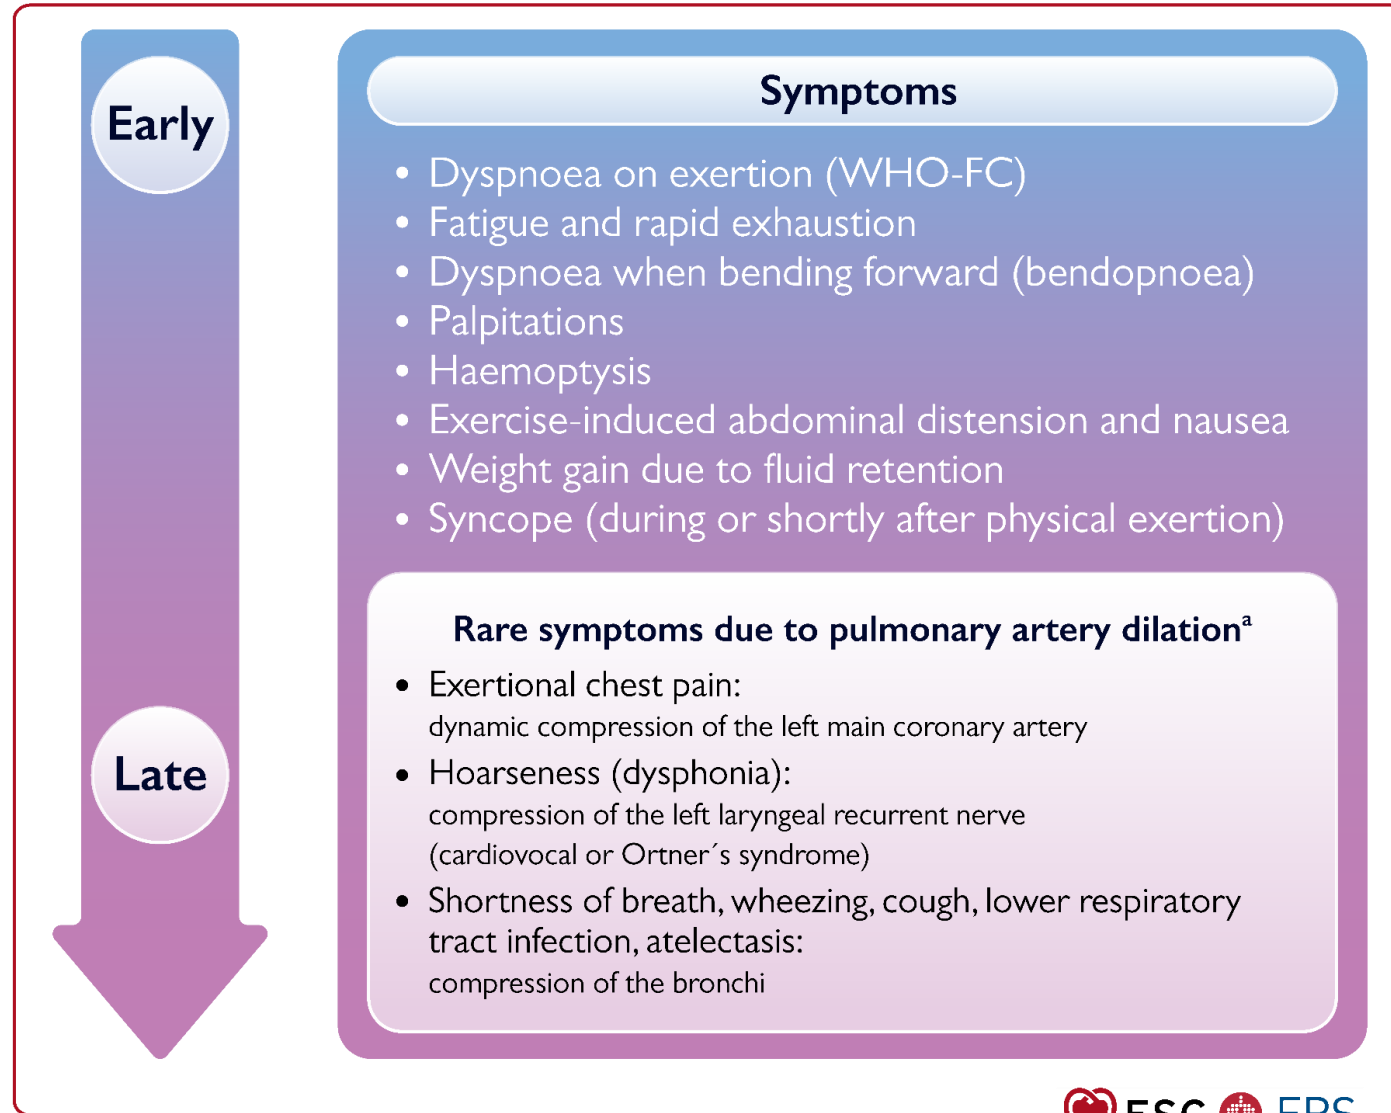 Early
Symptoms
• Dyspnoea on exertion (WHO-FC)
• Fatigue and rapid exhaustion
• Dyspnoea when bending forward (bendopnoea)
• Palpitations
• Haemoptysis
• Exercise-induced abdominal distension and nausea
• Weight gain due to fluid retention
• Syncope (during or shortly after physical exertion)
Rare symptoms due to pulmonary artery dilationᵃ
• Exertional chest pain:
dynamic compression of the left main coronary artery
Late
• Hoarseness (dysphonia):
compression of the left laryngeal recurrent nerve
(cardiovocal or Ortner´s syndrome)
• Shortness of breath, wheezing, cough, lower respiratory
tract infection, atelectasis:
compression of the bronchi
ESC ERS